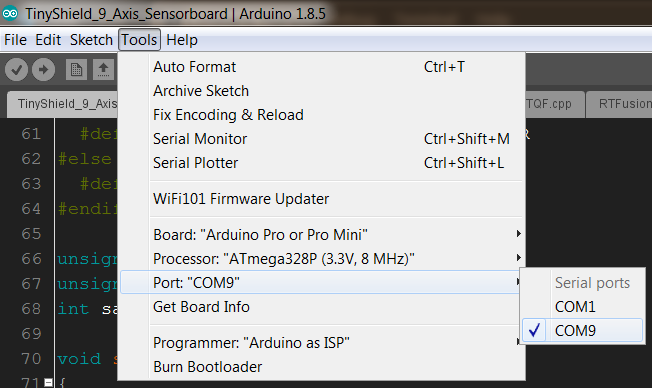 TinyShield_9_Axis_Sensorboard | Arduino 1.8.5
File Edit Sketch Tools Help
Auto Format Ctrl+T
Archive Sketch
Fix Encoding & Reload
Serial Monitor Ctrl+Shift+M
Serial Plotter Ctrl+Shift+L
WiFi101 Firmware Updater
Board: "Arduino Pro or Pro Mini"
Processor: "ATmega328P (3.3V, 8 MHz)"
Port: "COM9"
Get Board Info
Programmer: "Arduino as ISP"
Burn Bootloader
Serial ports
COM1
COM9
TinyShield_9_Axis TQF.cpp RTFusion
61 #def R
62 #else
63 #def
64 #endif
65
66 unsign
67 unsign
68 int sa
69
70 void s
71 {